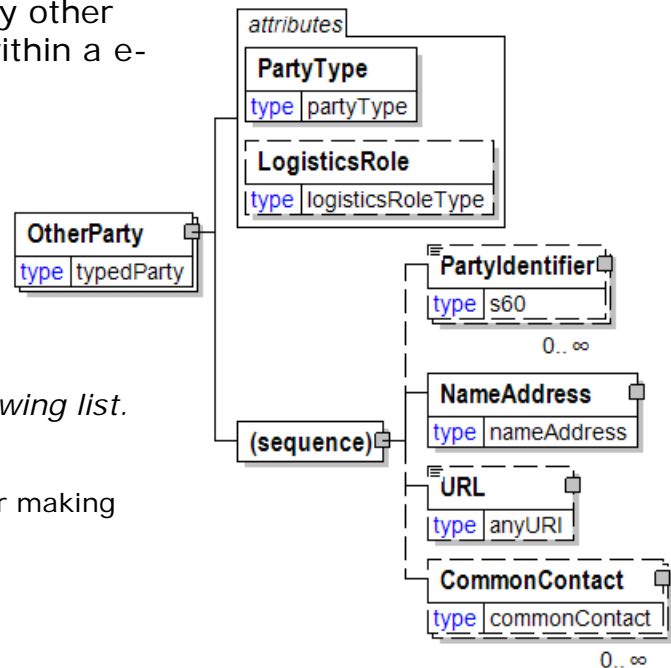 y other
ithin a e-
attributes
PartyType
type partyType
LogisticsRole
type logisticsRoleType
OtherParty
type typedParty
PartyIdentifier
type s60
0.. ∞
wing list.
NameAddress
type nameAddress
(sequence)
URL
type anyURI
r making
CommonContact
type commonContact
0.. ∞